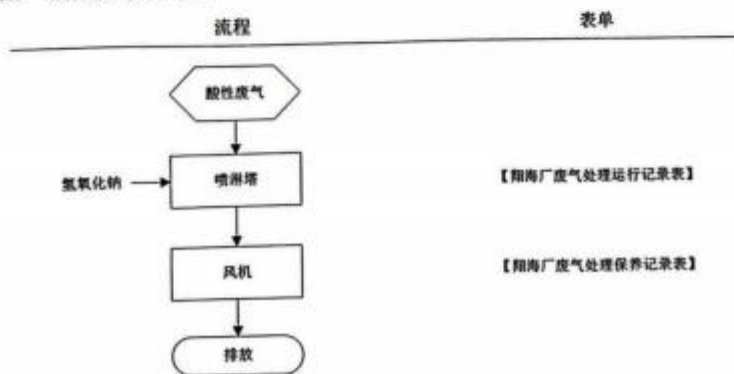 流程 表单
酸性废气
氢氧化钠 喷淋塔 【翔海厂废气处理运行记录表】
风机 【翔海厂废气处理保养记录表】
排放